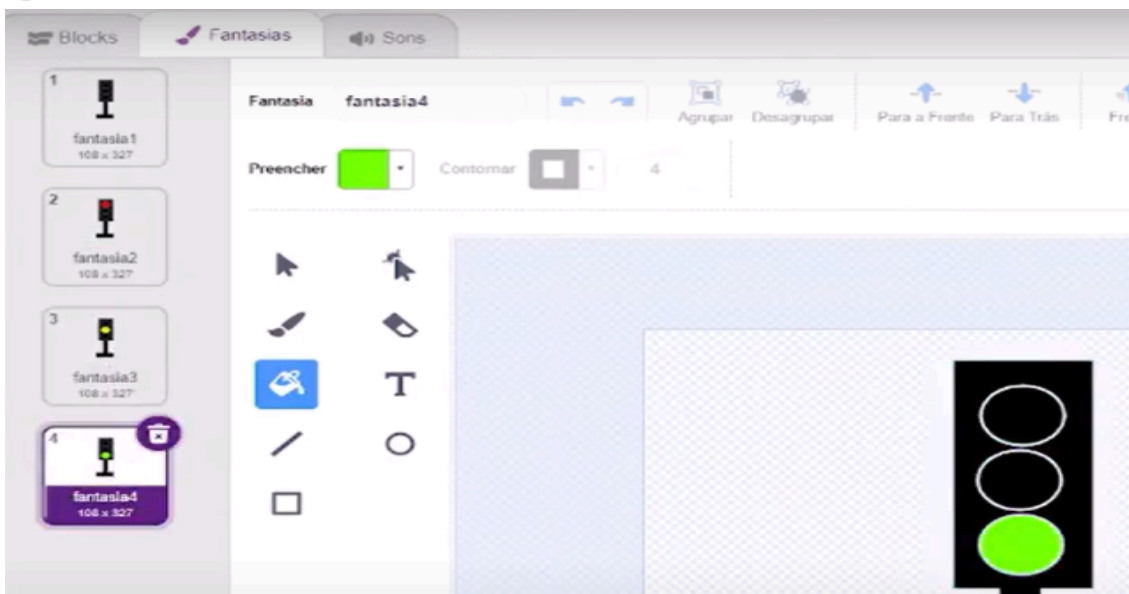 Blocks Fantasias Sons
1
fantasia1
108 x 327
2
fantasia2
108 x 327
3
fantasia3
108 x 327
4
fantasia4
108 x 327
Fantasia fantasia4 Agrupar Desagrupar Para a Frente Para Trás
Preencher Contornar 4
T